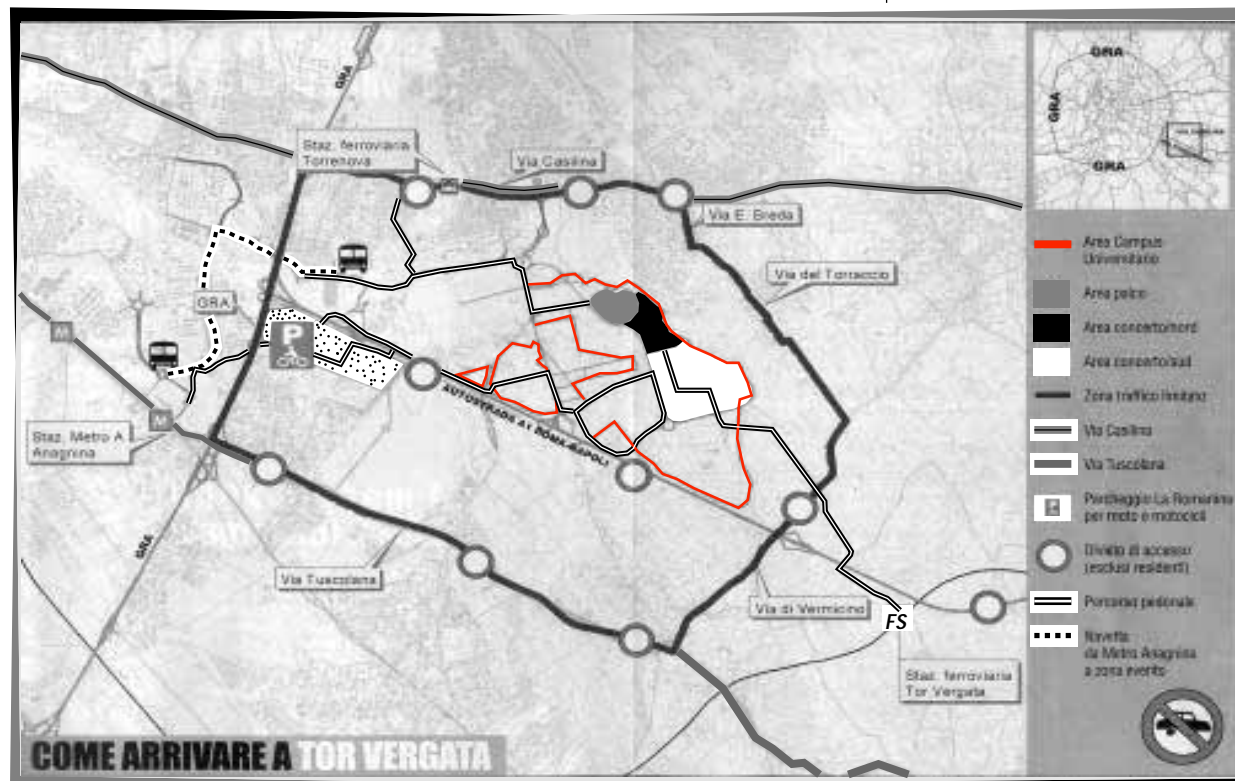 GRA
Staz. ferroviaria
Torrenova
Via Casilina
Via E. Breda
Via del Torraccio
GRA
P
M
M
Staz. Metro A
Anagnina
AUTOSTRADA A1 ROMA-NAPOLI
GRA
Via Tuscolana
Via di Vermicino
FS
Staz. ferroviaria
Tor Vergata
COME ARRIVARE A TOR VERGATA
GRA
GRA
GRA
Area Campus
Universitario
Area palco
Area concerto/nord
Area concerto/sud
Zona traffico limitato
Via Casilina
Via Tuscolana
P
Parcheggio La Romanina
per moto e motocicli
Divieto di accesso
(esclusi residenti)
Percorso pedonale
Navetta
da Metro Anagnina
a zona evento